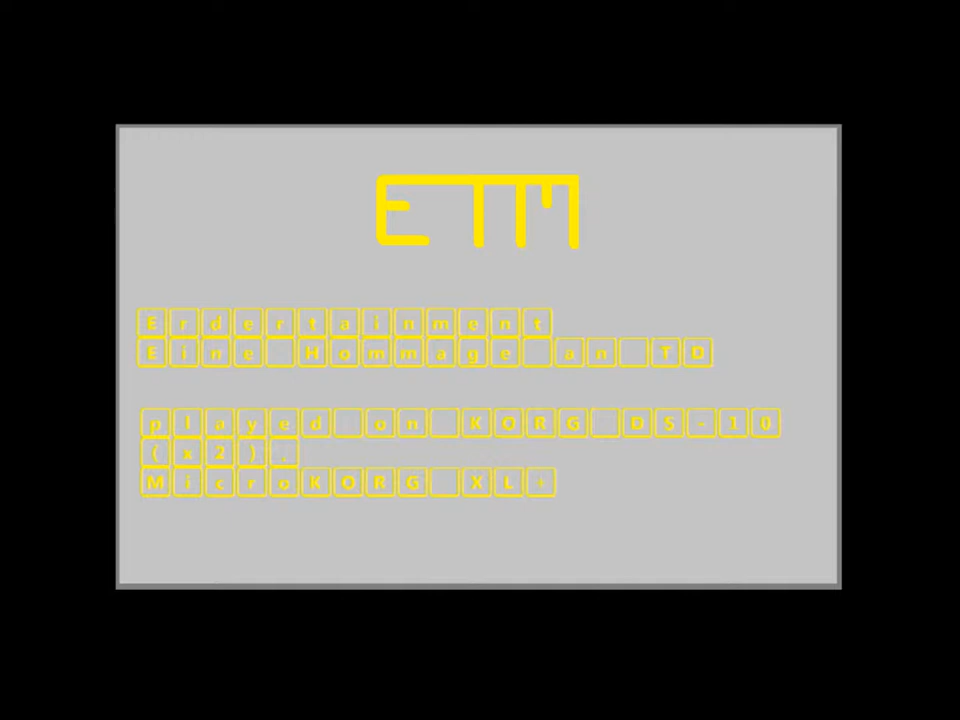 ETM
Erdertainment
Eine Hommage an TD
played on KORG DS-10
(x2).
MicroKORG XL+